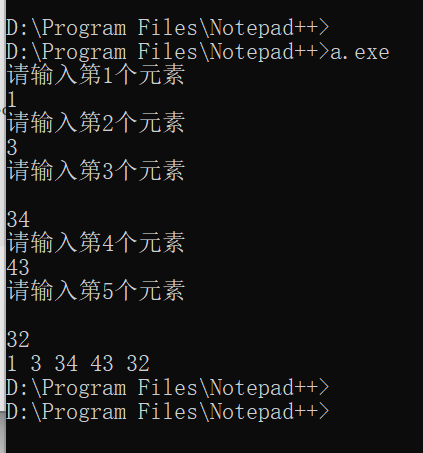 D:\Program Files\Notepad++>
D:\Program Files\Notepad++>a.exe
请输入第1个元素
1
请输入第2个元素
3
请输入第3个元素
34
请输入第4个元素
43
请输入第5个元素
32
1 3 34 43 32
D:\Program Files\Notepad++>
D:\Program Files\Notepad++>